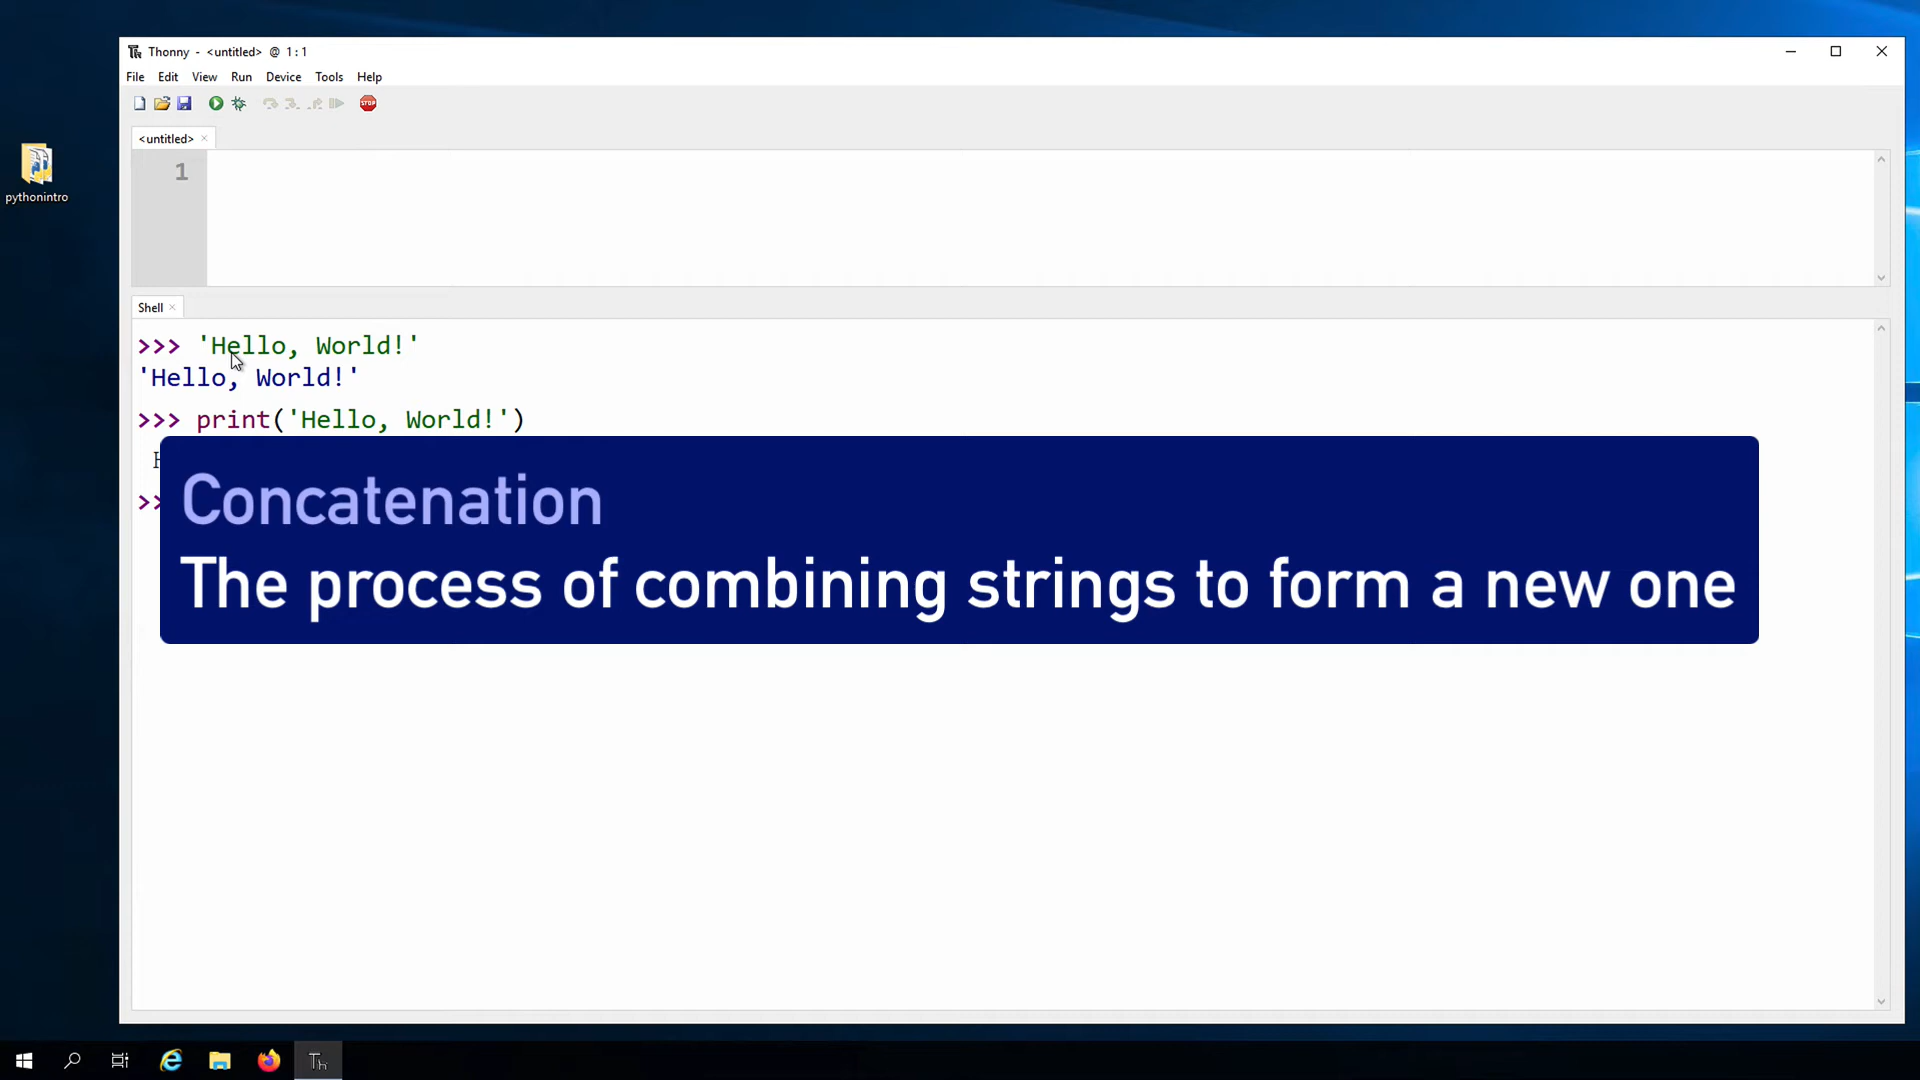 Thonny - <untitled> @ 1:1
File Edit View Run Device Tools Help
<untitled>
1
pythonintro
Shell
>>> 'Hello, World!'
'Hello, World!'
>>> print('Hello, World!')
Concatenation
The process of combining strings to form a new one